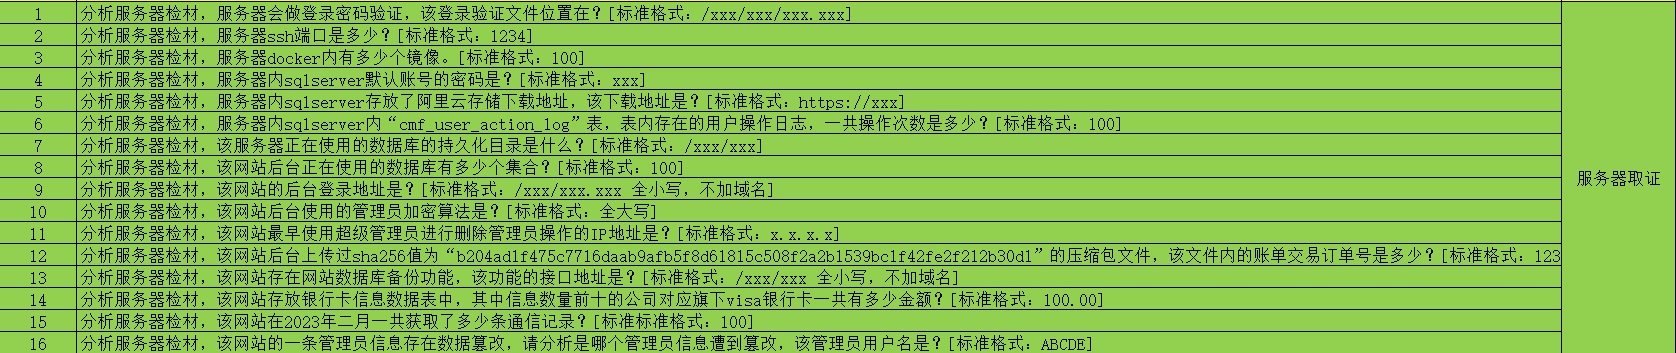 1 分析服务器检材，服务器会做登录密码验证，该登录验证文件位置在？[标准格式：/xxx/xxx/xxx.xxx]
2 分析服务器检材，服务器ssh端口是多少？[标准格式：1234]
3 分析服务器检材，服务器docker内有多少个镜像。[标准格式：100]
4 分析服务器检材，服务器内sqlserver默认账号的密码是？[标准格式：xxx]
5 分析服务器检材，服务器内sqlserver存放了阿里云存储下载地址，该下载地址是？[标准格式：https://xxx]
6 分析服务器检材，服务器内sqlserver内“cmf_user_action_log”表，表内存在的用户操作日志，一共操作次数是多少？[标准格式：100]
7 分析服务器检材，该服务器正在使用的数据库的持久化目录是什么？[标准格式：/xxx/xxx]
8 分析服务器检材，该网站后台正在使用的数据库有多少个集合？[标准格式：100]
服务器取证
9 分析服务器检材，该网站的后台登录地址是？[标准格式：/xxx/xxx.xxx 全小写，不加域名]
10 分析服务器检材，该网站后台使用的管理员加密算法是？[标准格式：全大写]
11 分析服务器检材，该网站最早使用超级管理员进行删除管理员操作的IP地址是？[标准格式：x.x.x.x]
12 分析服务器检材，该网站后台上传过sha256值为“b204ad1f475c7716daab9afb5f8d61815c508f2a2b1539bc1f42fe2f212b30d1”的压缩包文件，该文件内的账单交易订单号是多少？[标准格式：123
13 分析服务器检材，该网站存在网站数据库备份功能，该功能的接口地址是？[标准格式：/xxx/xxx 全小写，不加域名]
14 分析服务器检材，该网站存放银行卡信息数据表中，其中信息数量前十的公司对应旗下visa银行卡一共有多少金额？[标准格式：100.00]
15 分析服务器检材，该网站在2023年二月一共获取了多少条通信记录？[标准标准格式：100]
16 分析服务器检材，该网站的一条管理员信息存在数据篡改，请分析是哪个管理员信息遭到篡改，该管理员用户名是？[标准格式：ABCDE]